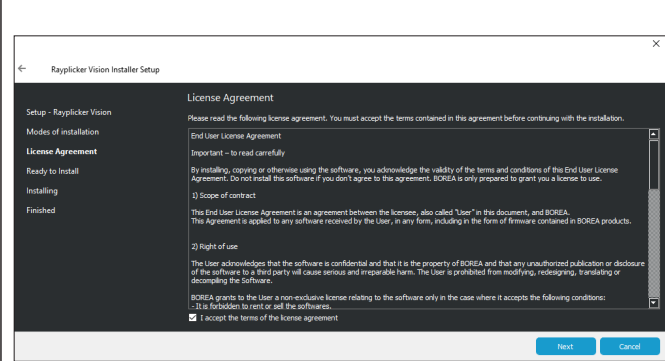 Rayplicker Vision Installer Setup
Setup - Rayplicker Vision
Modes of installation
License Agreement
Ready to Install
Installing
Finished
License Agreement
Please read the following license agreement. You must accept the terms contained in this agreement before continuing with the installation.
End User License Agreement
Important – to read carrefully
By installing, copying or otherwise using the software, you acknowledge the validity of the terms and conditions of this End User License
Agreement. Do not install this software if you don't agree to this agreement. BOREA is only prepared to grant you a license to use.
1) Scope of contract
This End User License Agreement is an agreement between the licensee, also called "User" in this document, and BOREA.
This Agreement is applied to any software received by the User, in any form, including in the form of firmware contained in BOREA products.
2) Right of use
The User acknowledges that the software is confidential and that it is the property of BOREA and that any unauthorized publication or disclosure
of the software to a third party will cause serious and irreparable harm. The User is prohibited from modifying, redesigning, translating or
decompiling the Software.
BOREA grants to the User a non-exclusive license relating to the software only in the case where it accepts the following conditions:
- It is forbidden to rent or sell the softwares.
I accept the terms of the license agreement
Next
Cancel